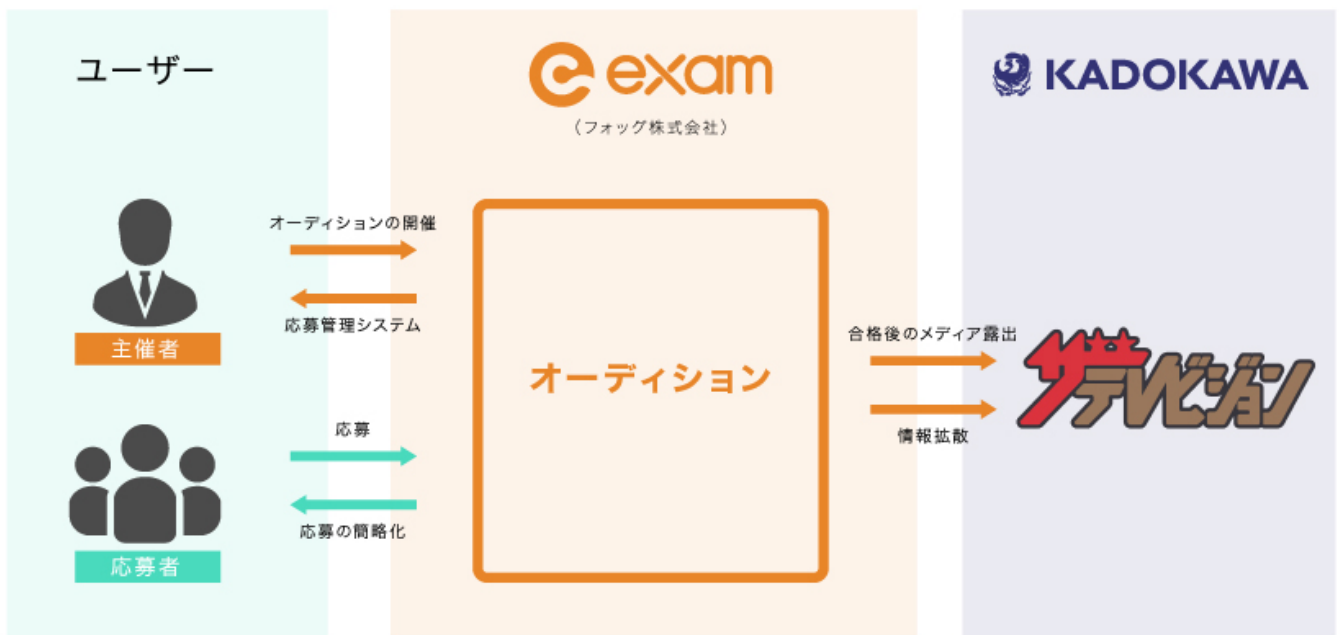 ユーザー
exam
(フォッグ株式会社)
KADOKAWA
オーディションの開催
応募管理システム
主催者
応募
応募の簡略化
応募者
オーディション
合格後のメディア露出
情報拡散
ザテレビジョン